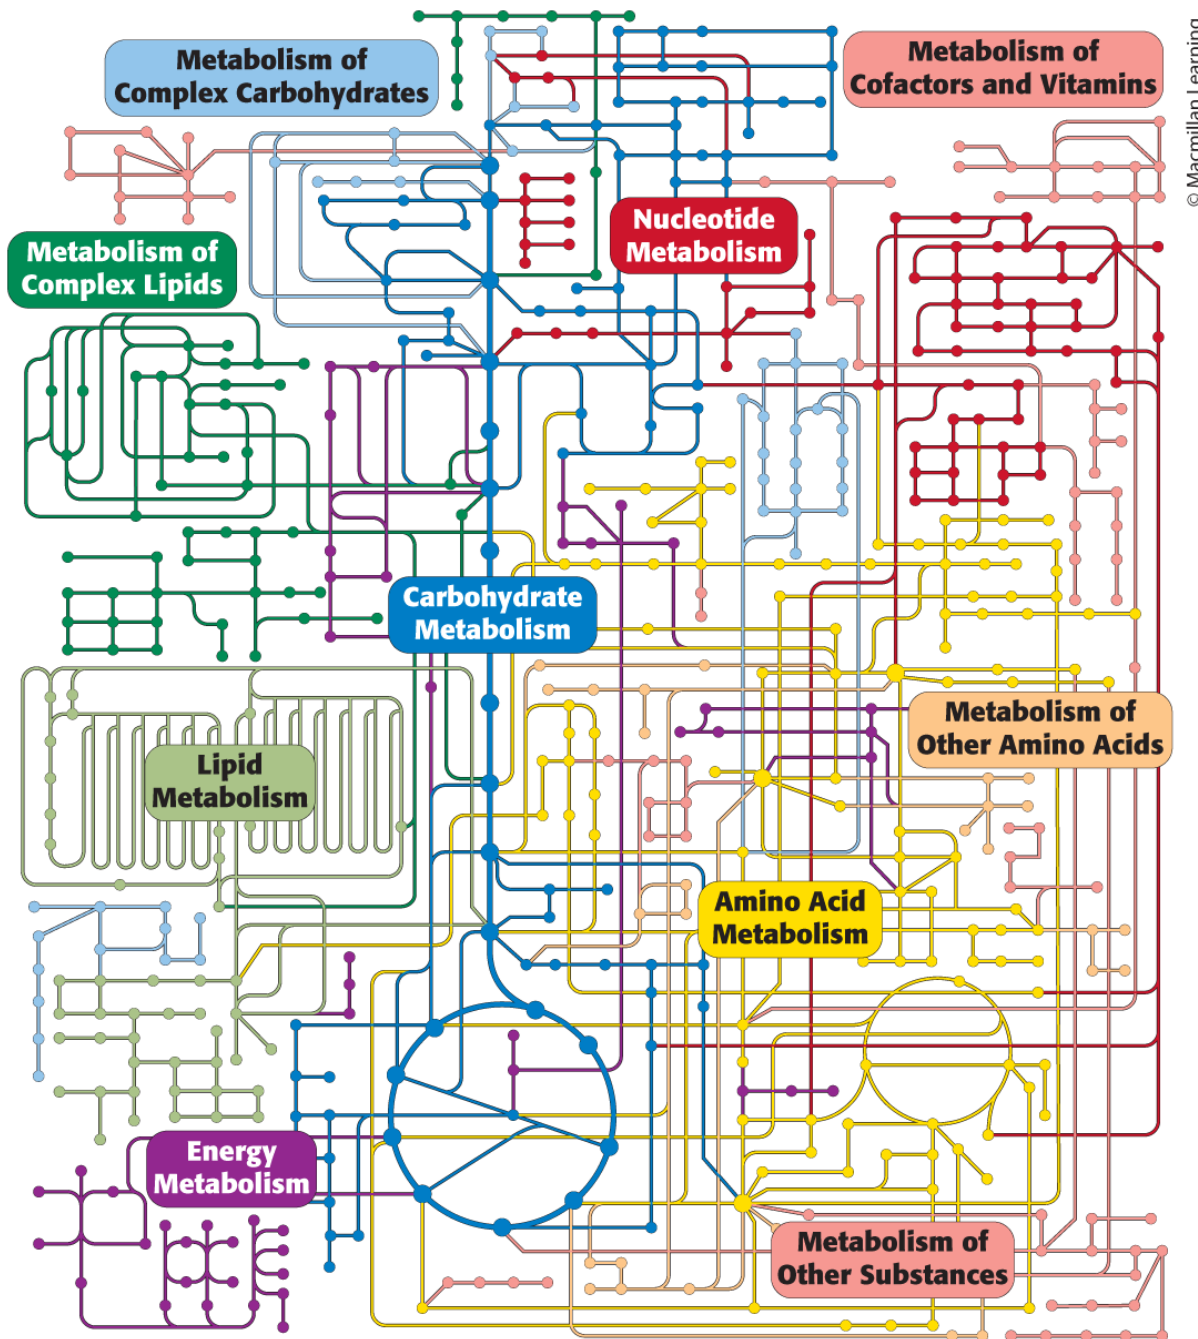 Metabolism of
Complex Carbohydrates
Metabolism of
Cofactors and Vitamins
© Macmillan Learning
Nucleotide
Metabolism
Metabolism of
Complex Lipids
Carbohydrate
Metabolism
Metabolism of
Other Amino Acids
Lipid
Metabolism
Amino Acid
Metabolism
Energy
Metabolism
Metabolism of
Other Substances